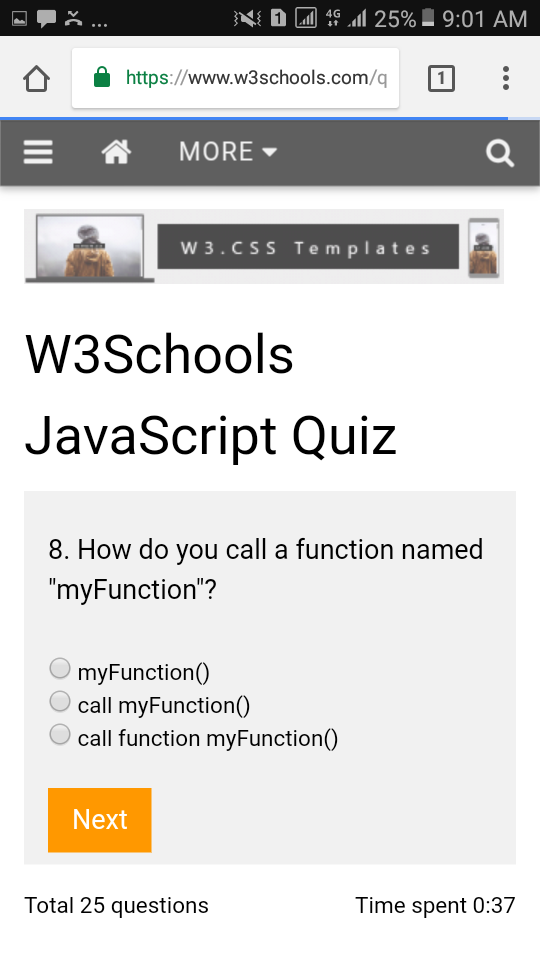 ... 1 4G 25% 9:01 AM
https://www.w3schools.com/q 1
MORE
W3.CSS Templates
W3Schools
JavaScript Quiz
8. How do you call a function named
"myFunction"?
myFunction()
call myFunction()
call function myFunction()
Next
Total 25 questions Time spent 0:37